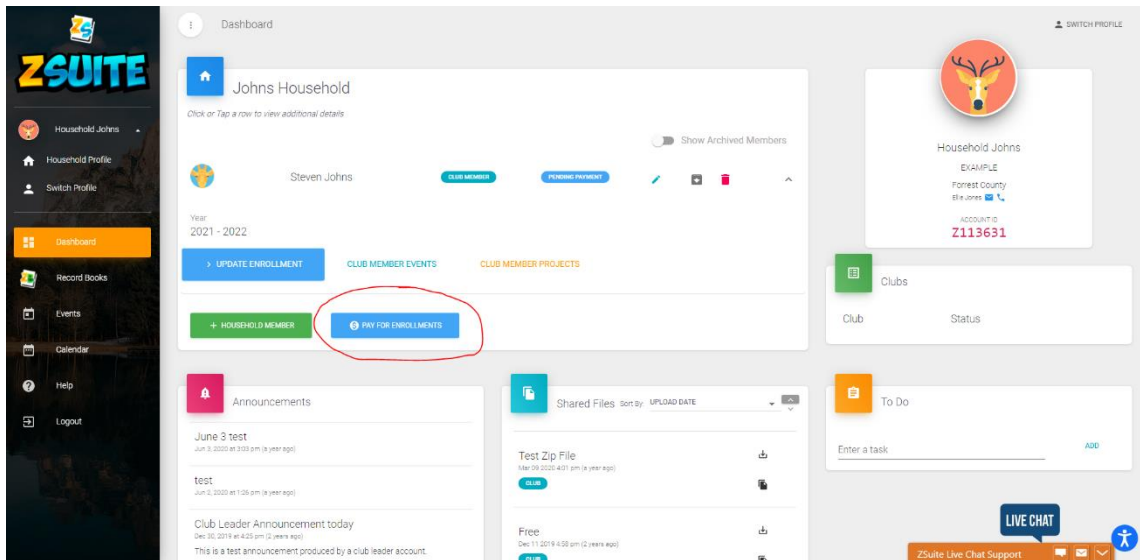 ZS
ZSUITE
Household Johns
Household Profile
Switch Profile
Dashboard
Record Books
Events
Calendar
Help
Logout
Dashboard
SWITCH PROFILE
Johns Household
Click or Tap a row to view additional details
Show Archived Members
Steven Johns
CLUB MEMBER
PENDING PAYMENT
Year
2021 - 2022
> UPDATE ENROLLMENT
CLUB MEMBER EVENTS
CLUB MEMBER PROJECTS
+ HOUSEHOLD MEMBER
$ PAY FOR ENROLLMENTS
Household Johns
EXAMPLE
Forrest County
Ellie Jones
ACCOUNT ID
Z113631
Clubs
Club Status
Announcements
June 3 test
Jun 3, 2020 at 3:03 pm (a year ago)
test
Jun 2, 2020 at 1:26 pm (a year ago)
Club Leader Announcement today
Dec 30, 2019 at 4:25 pm (2 years ago)
This is a test announcement produced by a club leader account.
Shared Files Sort By UPLOAD DATE
Test Zip File
Mar 09 2020 4:01 pm (a year ago)
CLUB
Free
Dec 11 2019 4:58 pm (2 years ago)
CLUB
To Do
Enter a task ADD
LIVE CHAT
ZSuite Live Chat Support